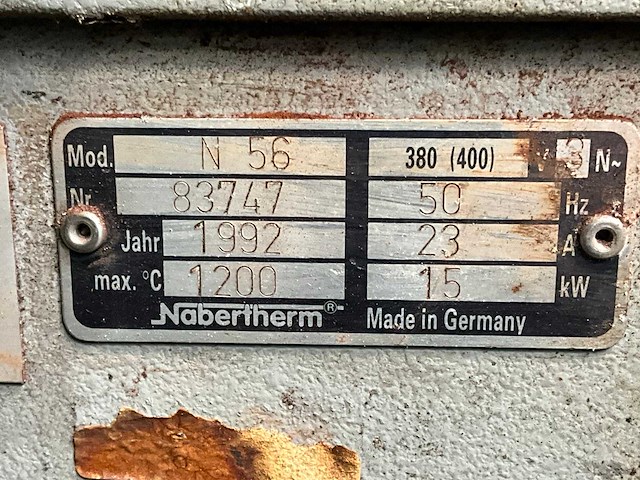 Mod. N 56 380 (400) V 3 N~
Nr. 83747 50 Hz
Jahr 1992 23 A
max. °C 1200 15 kW
Nabertherm® Made in Germany